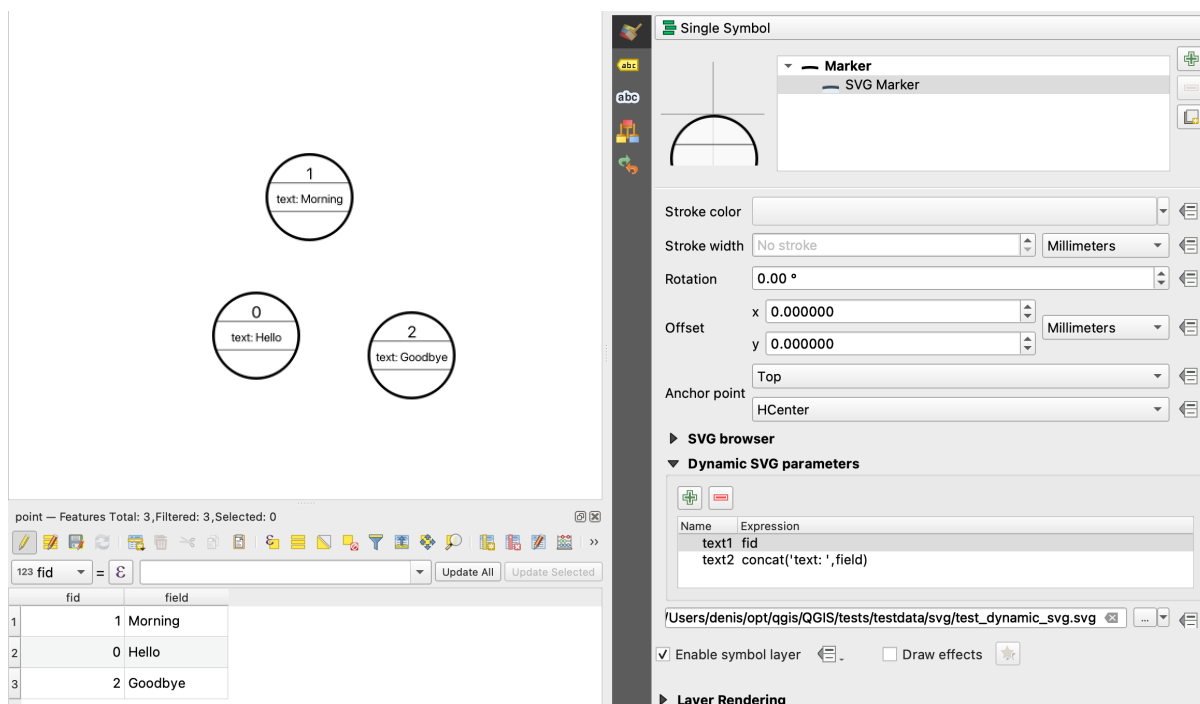 1
text: Morning
0
text: Hello
2
text: Goodbye
point — Features Total: 3, Filtered: 3, Selected: 0
123 fid = ε Update All Update Selected
fid field
1 1 Morning
2 0 Hello
3 2 Goodbye
abc
abc
Single Symbol
Marker
SVG Marker
Stroke color
Stroke width No stroke Millimeters
Rotation 0.00 °
Offset x 0.000000 Millimeters
y 0.000000
Anchor point Top
HCenter
SVG browser
Dynamic SVG parameters
Name Expression
text1 fid
text2 concat('text: ',field)
/Users/denis/opt/qgis/QGIS/tests/testdata/svg/test_dynamic_svg.svg ...
Enable symbol layer Draw effects
Layer Rendering